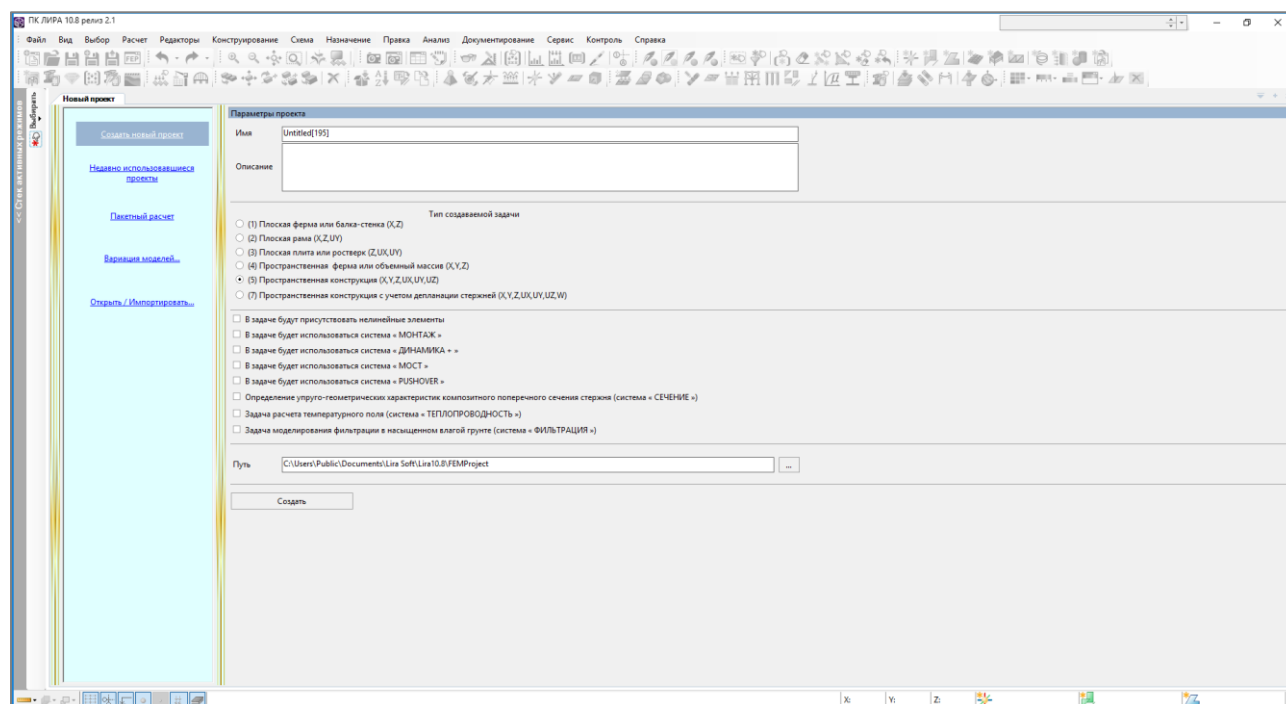 ПК ЛИРА 10.8 релиз 2.1
Файл Вид Выбор Расчет Редакторы Конструирование Схема Назначение Правка Анализ Документирование Сервис Контроль Справка
<< Стек активных режимов
Выбирать
Новый проект
Создать новый проект
Недавно использовавшиеся
проекты
Пакетный расчет
Вариация моделей...
Открыть / Импортировать...
Параметры проекта
Имя Untitled[195]
Описание
Тип создаваемой задачи
(1) Плоская ферма или балка-стенка (X,Z)
(2) Плоская рама (X,Z,UY)
(3) Плоская плита или ростверк (Z,UX,UY)
(4) Пространственная ферма или объемный массив (X,Y,Z)
(5) Пространственная конструкция (X,Y,Z,UX,UY,UZ)
(7) Пространственная конструкция с учетом депланации стержней (X,Y,Z,UX,UY,UZ,W)
В задаче будут присутствовать нелинейные элементы
В задаче будет использоваться система « МОНТАЖ »
В задаче будет использоваться система « ДИНАМИКА + »
В задаче будет использоваться система « МОСТ »
В задаче будет использоваться система « PUSHOVER »
Определение упруго-геометрических характеристик композитного поперечного сечения стержня (система « СЕЧЕНИЕ »)
Задача расчета температурного поля (система « ТЕПЛОПРОВОДНОСТЬ »)
Задача моделирования фильтрации в насыщенном влагой грунте (система « ФИЛЬТРАЦИЯ »)
Путь C:\Users\Public\Documents\Lira Soft\Lira10.8\FEMProject ...
Создать
X: Y: Z: